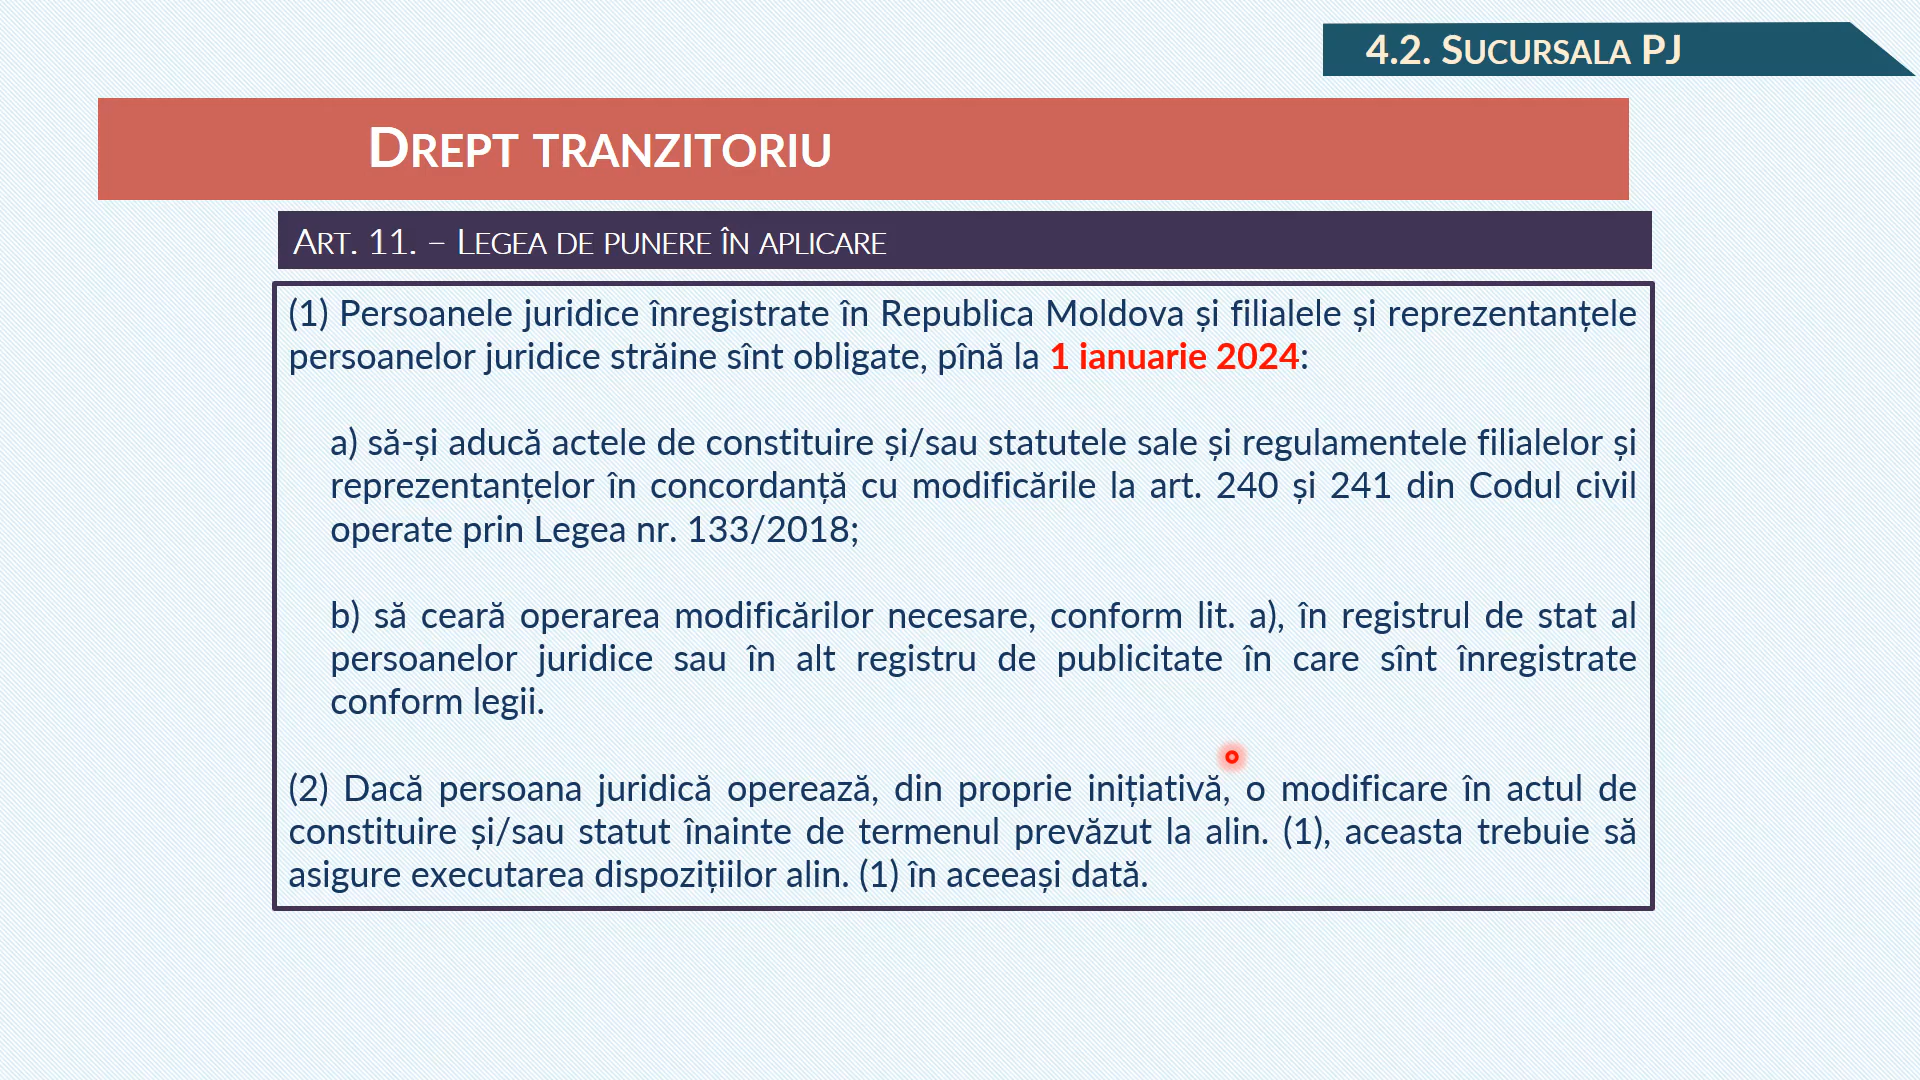 4.2. Sucursala PJ
Drept tranzitoriu
Art. 11. – Legea de punere în aplicare
(1) Persoanele juridice înregistrate în Republica Moldova și filialele și reprezentanțele
persoanelor juridice străine sînt obligate, pînă la 1 ianuarie 2024:
a) să-și aducă actele de constituire și/sau statutele sale și regulamentele filialelor și
reprezentanțelor în concordanță cu modificările la art. 240 și 241 din Codul civil
operate prin Legea nr. 133/2018;
b) să ceară operarea modificărilor necesare, conform lit. a), în registrul de stat al
persoanelor juridice sau în alt registru de publicitate în care sînt înregistrate
conform legii.
(2) Dacă persoana juridică operează, din proprie inițiativă, o modificare în actul de
constituire și/sau statut înainte de termenul prevăzut la alin. (1), aceasta trebuie să
asigure executarea dispozițiilor alin. (1) în aceeași dată.